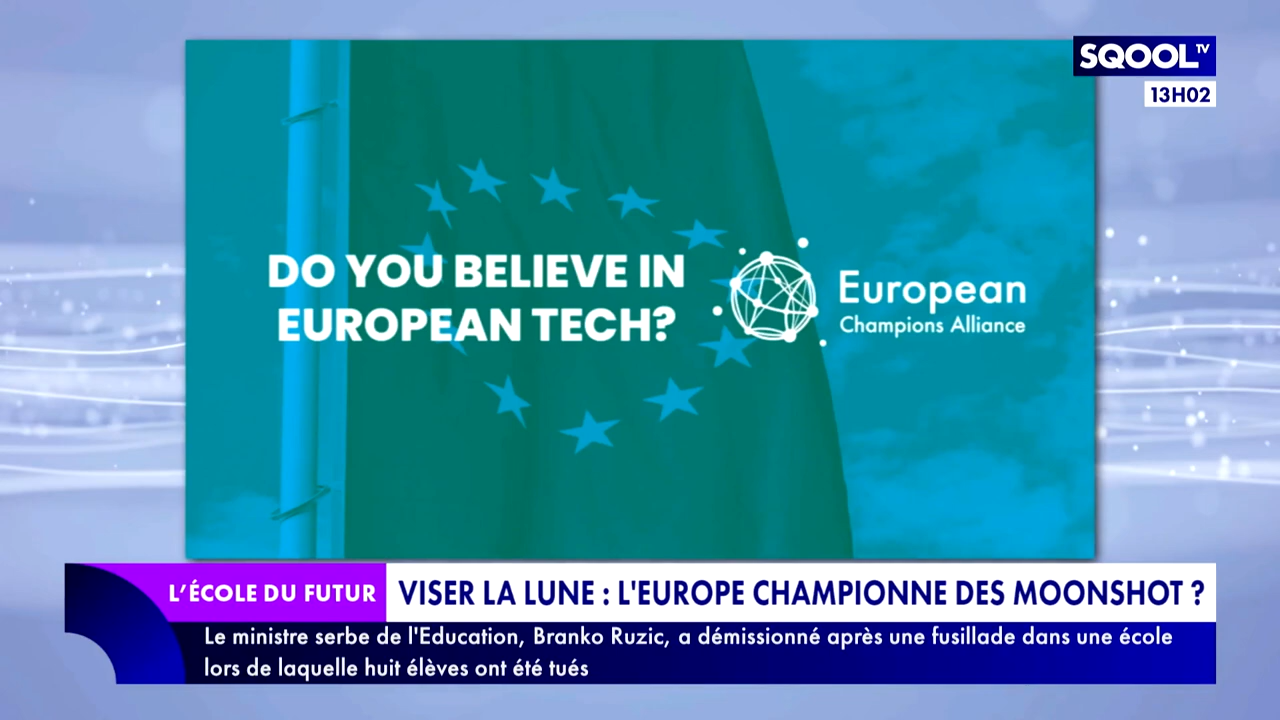 SQOOL TV
13H02
DO YOU BELIEVE IN
EUROPEAN TECH?
European
Champions Alliance
L'ÉCOLE DU FUTUR
VISER LA LUNE : L'EUROPE CHAMPIONNE DES MOONSHOT ?
Le ministre serbe de l'Education, Branko Ruzic, a démissionné après une fusillade dans une école
lors de laquelle huit élèves ont été tués